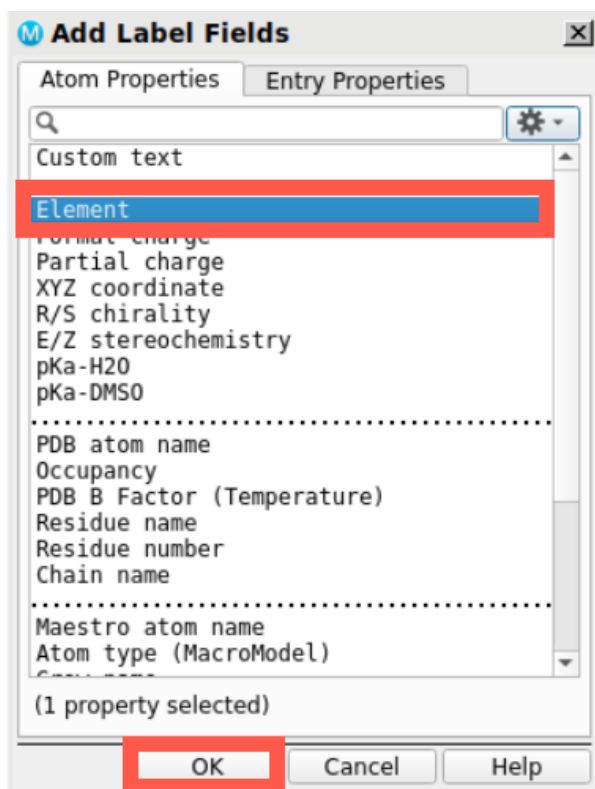 Add Label Fields
Atom Properties Entry Properties
Custom text
Element
Formal charge
Partial charge
XYZ coordinate
R/S chirality
E/Z stereochemistry
pKa-H2O
pKa-DMSO
PDB atom name
Occupancy
PDB B Factor (Temperature)
Residue name
Residue number
Chain name
Maestro atom name
Atom type (MacroModel)
(1 property selected)
OK Cancel Help